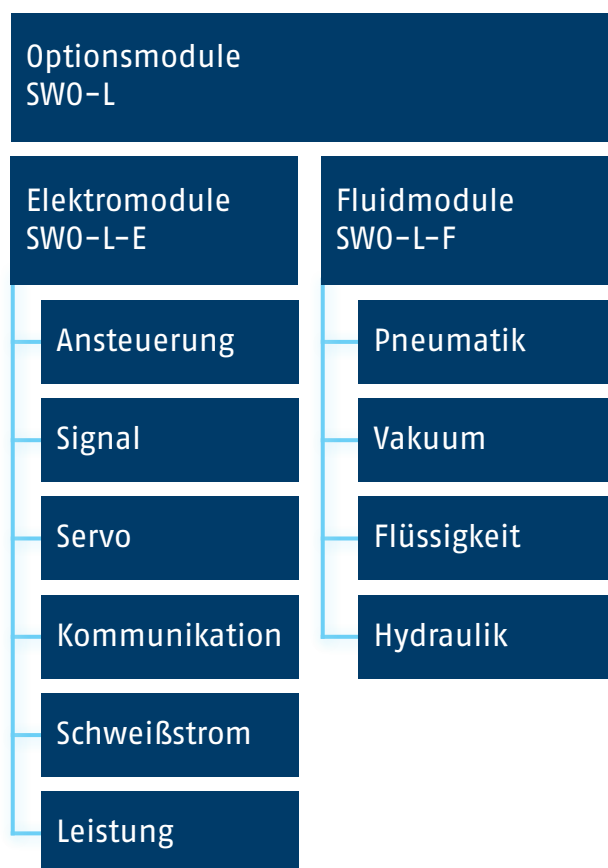 Optionsmodule
SWO-L
Elektromodule
SWO-L-E
Ansteuerung
Signal
Servo
Kommunikation
Schweißstrom
Leistung
Fluidmodule
SWO-L-F
Pneumatik
Vakuum
Flüssigkeit
Hydraulik